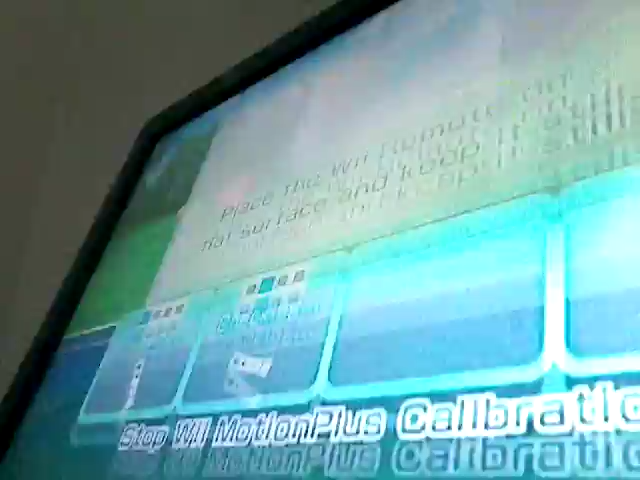 Place the Wii Remote on a
flat surface and keep it still
Stop Wii MotionPlus Calibratio